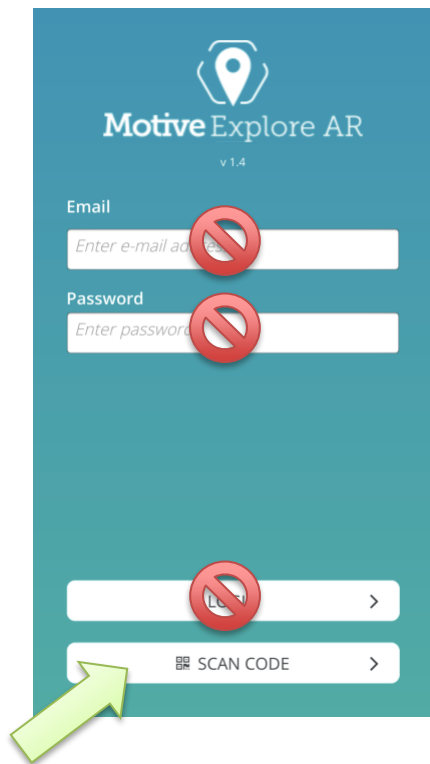 Motive Explore AR
v 1.4
Email
Enter e-mail
Password
Enter password
SCAN CODE